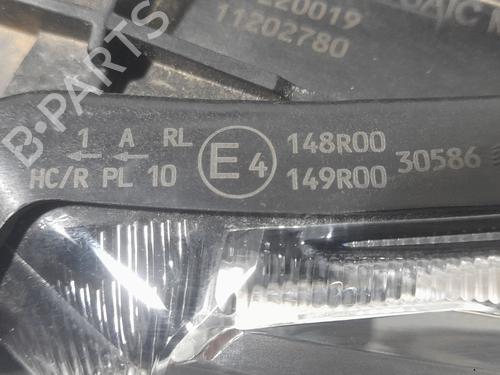 220019
11202780
B-PARTS
1 A RL
HC/R PL 10
E4
148R00
149R00
30586